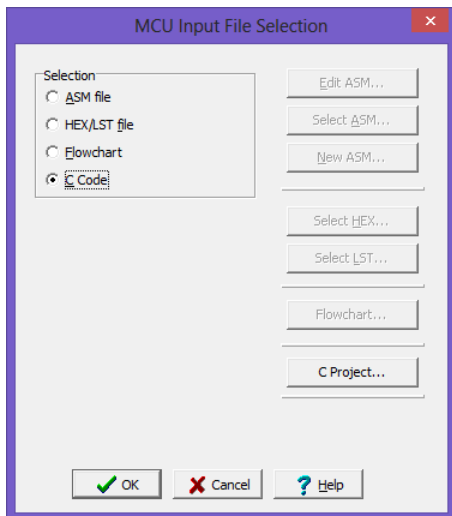 MCU Input File Selection
Selection
ASM file
HEX/LST file
Flowchart
C Code
Edit ASM...
Select ASM...
New ASM...
Select HEX...
Select LST...
Flowchart...
C Project...
OK
Cancel
Help